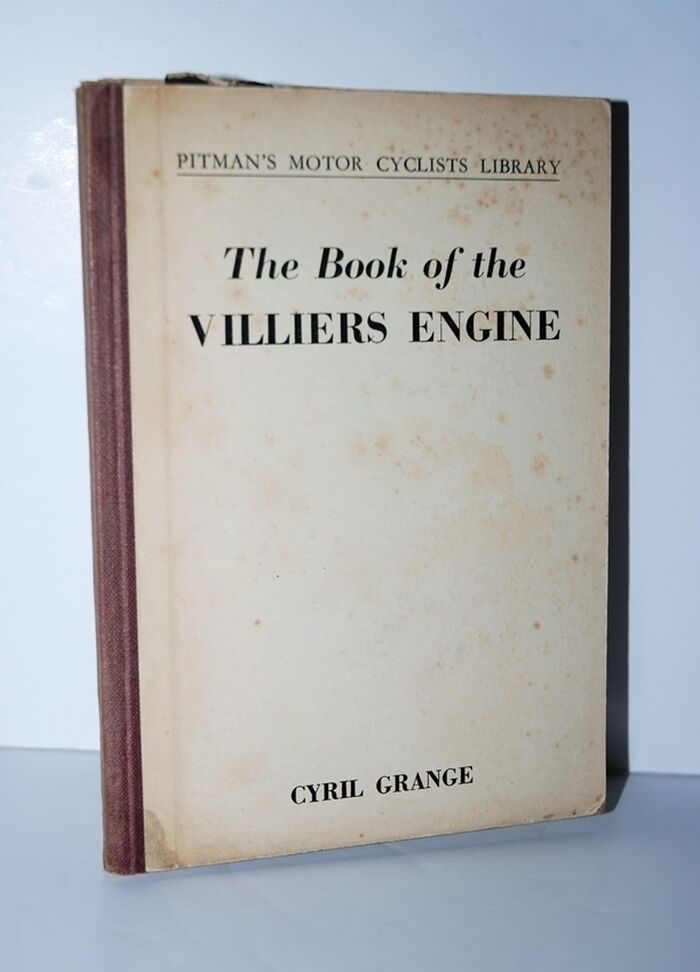 PITMAN'S MOTOR CYCLISTS LIBRARY
The Book of the
VILLIERS ENGINE
CYRIL GRANGE